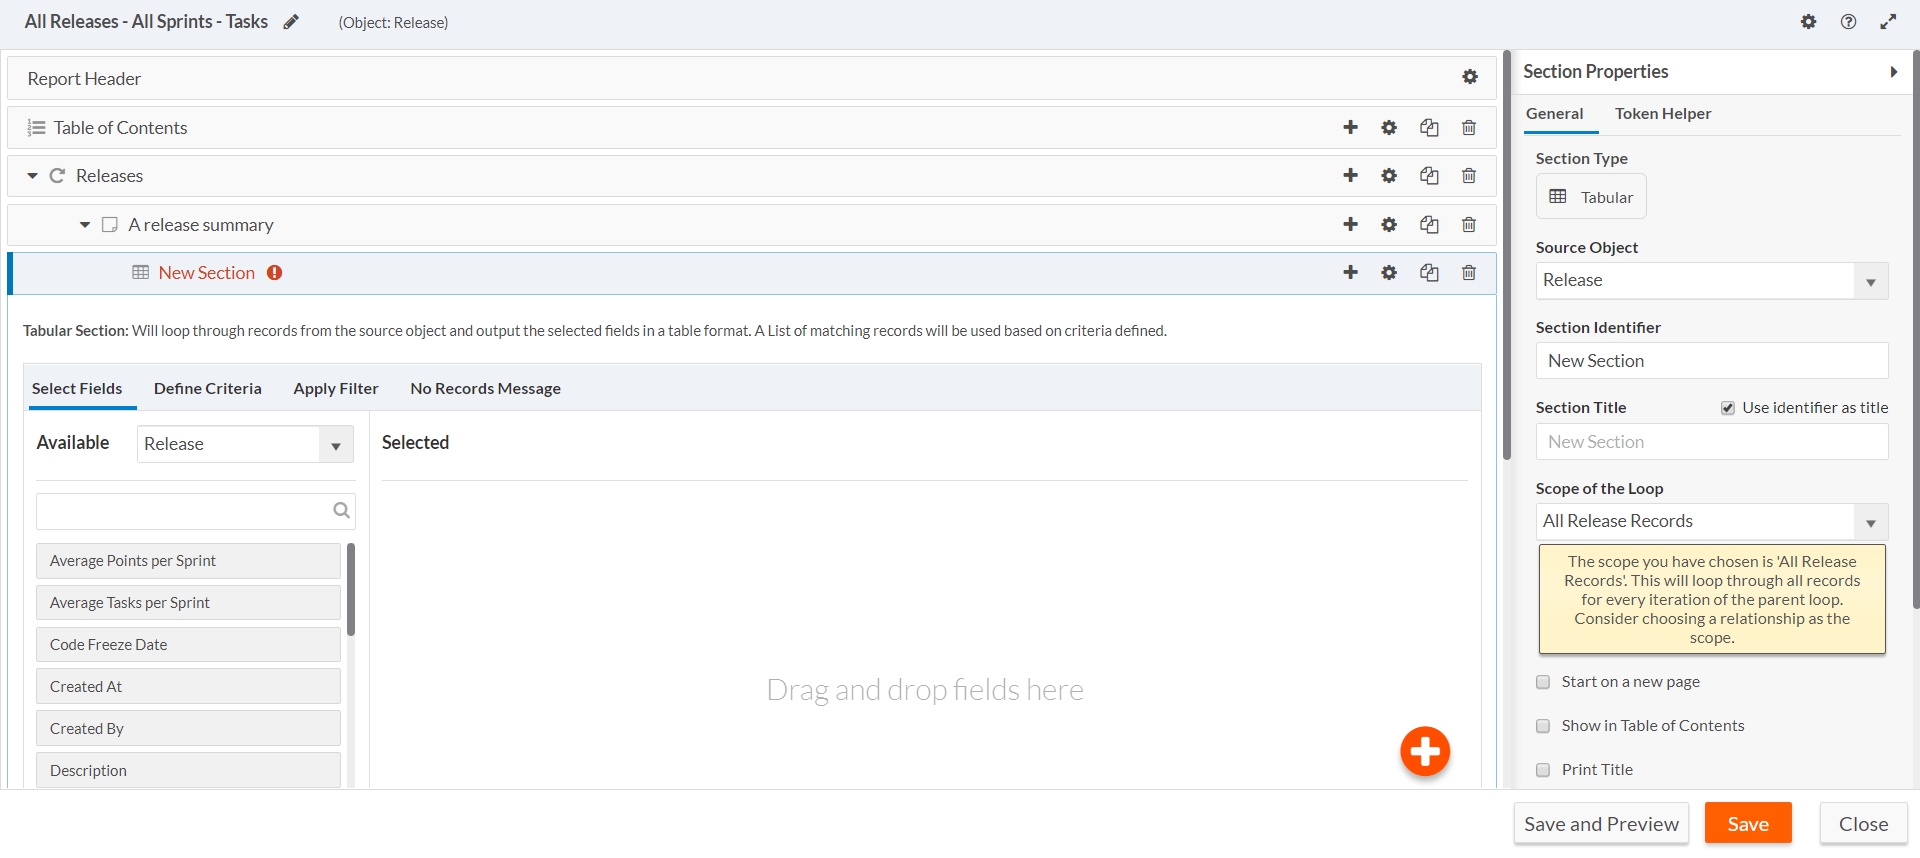 All Releases - All Sprints - Tasks (Object: Release)
Report Header
Table of Contents
Releases
A release summary
New Section
Tabular Section: Will loop through records from the source object and output the selected fields in a table format. A List of matching records will be used based on criteria defined.
Select Fields Define Criteria Apply Filter No Records Message
Available Release Selected
Average Points per Sprint
Average Tasks per Sprint
Code Freeze Date
Created At
Created By
Description
Drag and drop fields here
Section Properties
General Token Helper
Section Type
Tabular
Source Object
Release
Section Identifier
New Section
Section Title Use identifier as title
New Section
Scope of the Loop
All Release Records
The scope you have chosen is 'All Release
Records'. This will loop through all records
for every iteration of the parent loop.
Consider choosing a relationship as the
scope.
Start on a new page
Show in Table of Contents
Print Title
Save and Preview Save Close